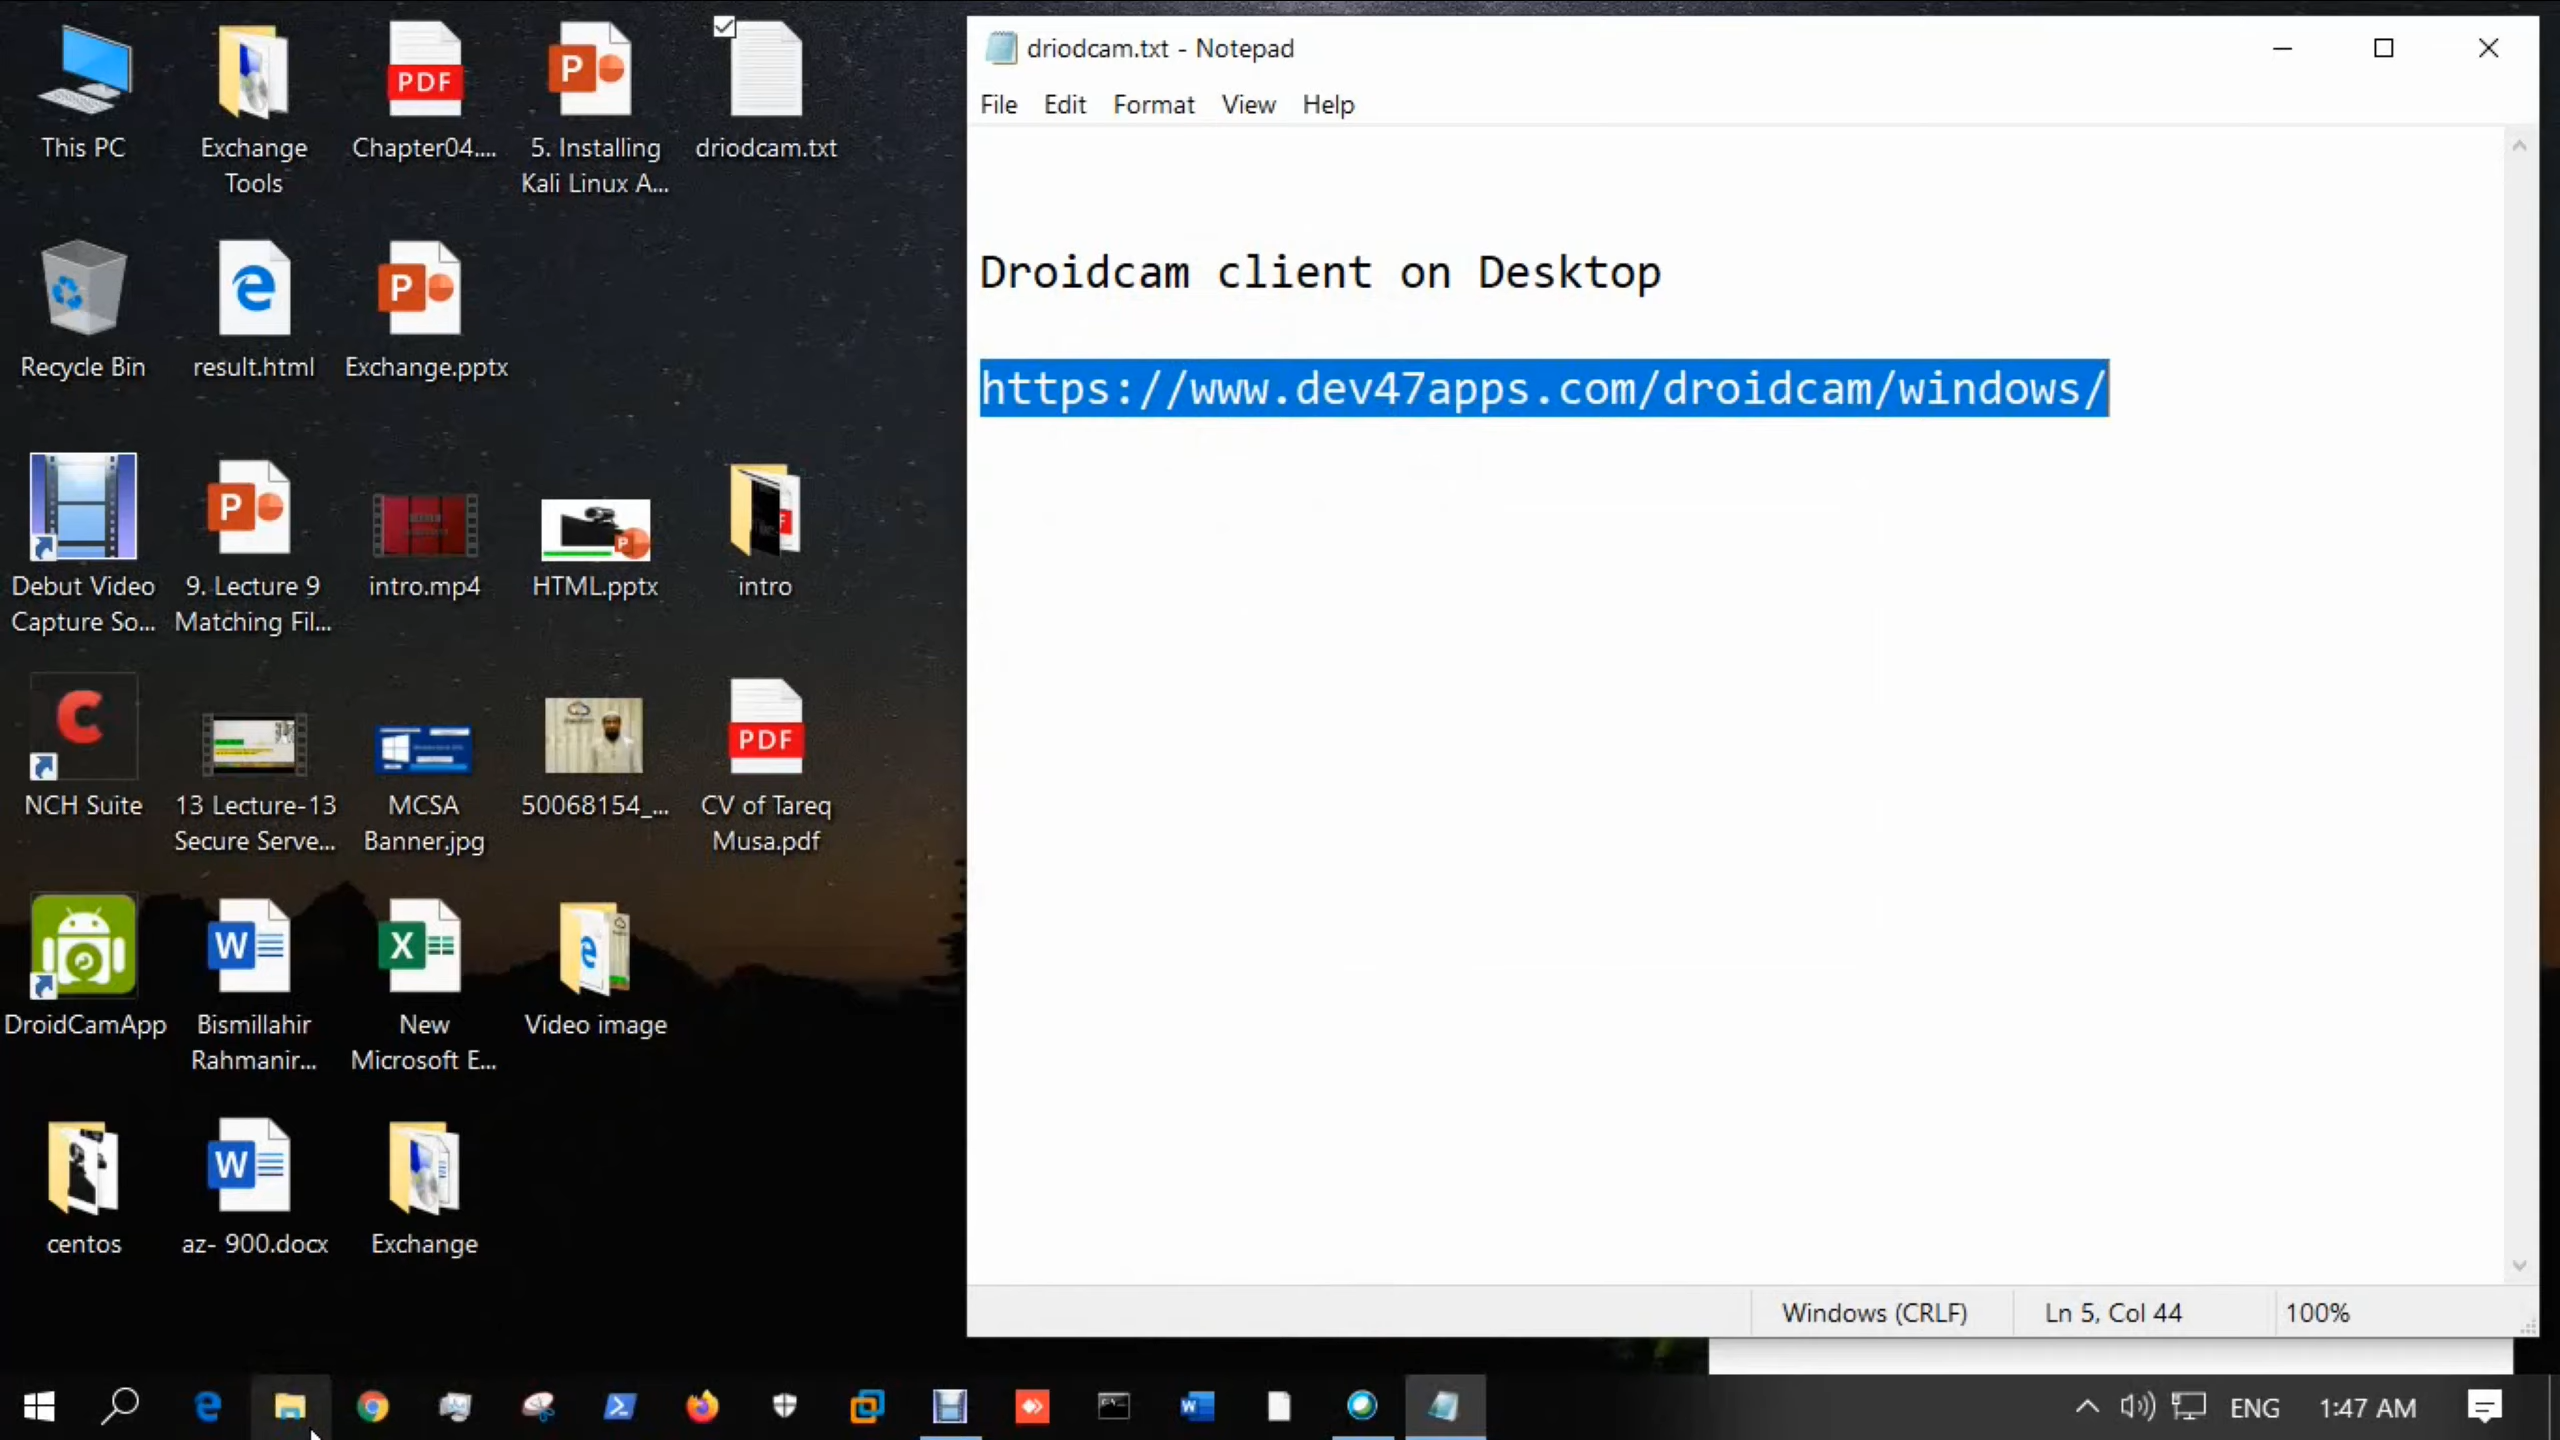 This PC
Exchange
Tools
Chapter04....
5. Installing
Kali Linux A...
driodcam.txt
Recycle Bin
result.html
Exchange.pptx
Debut Video
Capture So...
9. Lecture 9
Matching Fil...
intro.mp4
HTML.pptx
intro
NCH Suite
13 Lecture-13
Secure Serve...
MCSA
Banner.jpg
50068154_...
CV of Tareq
Musa.pdf
DroidCamApp
Bismillahir
Rahmanir...
New
Microsoft E...
Video image
centos
az- 900.docx
Exchange
driodcam.txt - Notepad
File Edit Format View Help
Droidcam client on Desktop
https://www.dev47apps.com/droidcam/windows/
Windows (CRLF) Ln 5, Col 44 100%
ENG 1:47 AM